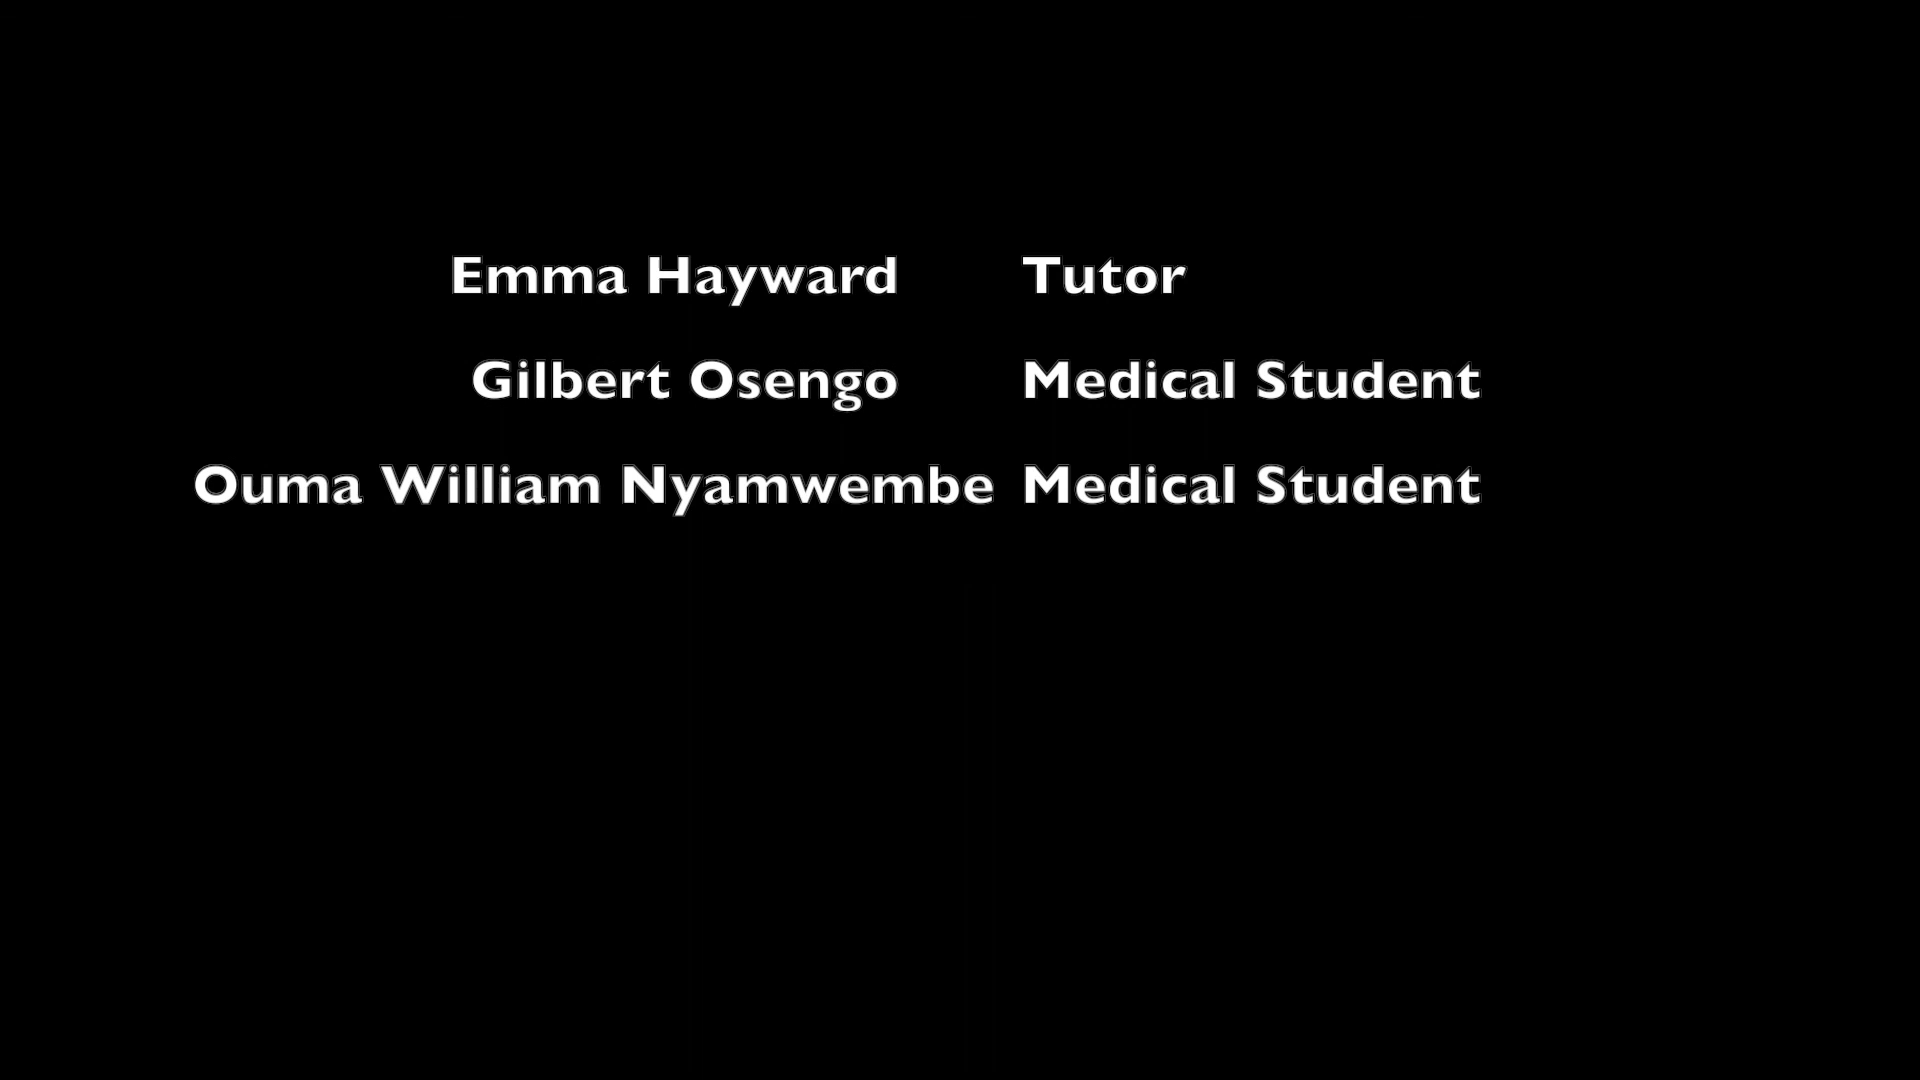 Emma Hayward Tutor
Gilbert Osengo Medical Student
Ouma William Nyamwembe Medical Student